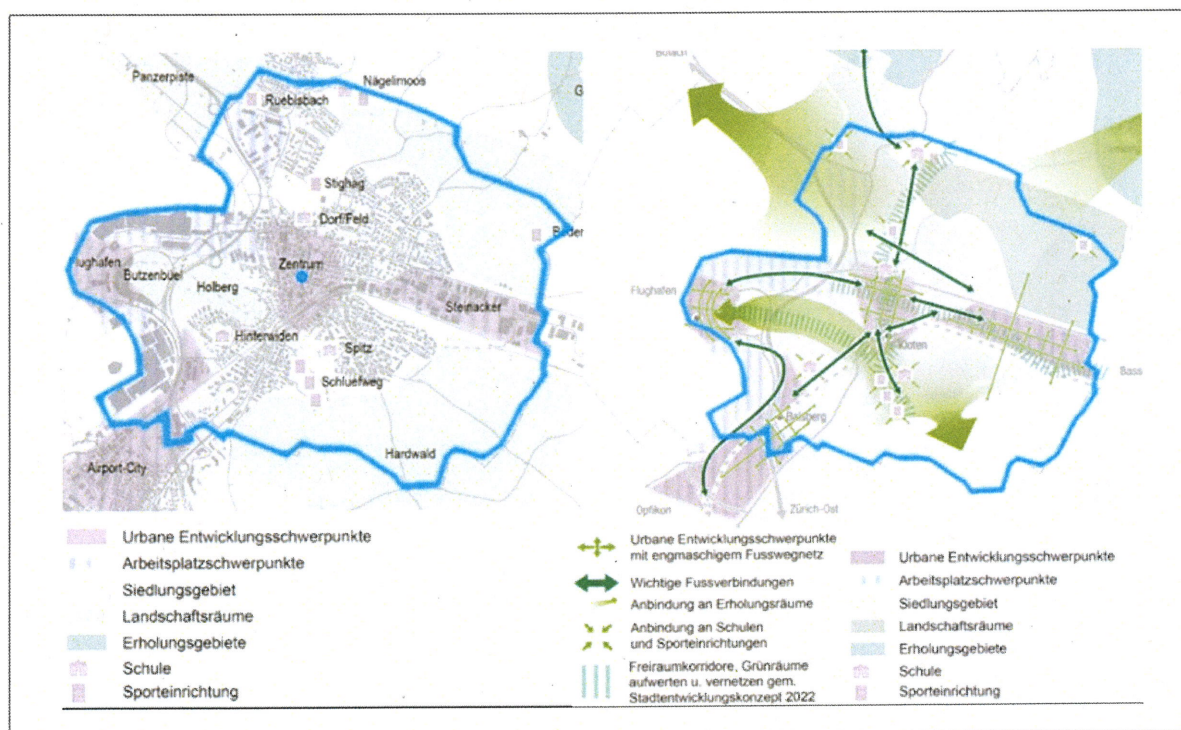 Panzerpiste
Nägelimoos
Ruebisbach
G
Stighag
Dorf/Feld
Zentrum
Flughafen
Butzenbüel
Holberg
Steinacker
Hinterwiden
Spitz
Schluefweg
Hardwald
Airport-City
Urbane Entwicklungsschwerpunkte
Arbeitsplatzschwerpunkte
Siedlungsgebiet
Landschaftsräume
Erholungsgebiete
Schule
Sporteinrichtung
Bülach
Flughafen
Kloten
Bass
Balsberg
Opfikon
Zürich-Ost
Urbane Entwicklungsschwerpunkte
mit engmaschigem Fusswegnetz
Wichtige Fussverbindungen
Anbindung an Erholungsräume
Anbindung an Schulen
und Sporteinrichtungen
Freiraumkorridore, Grünräume
aufwerten u. vernetzen gem.
Stadtentwicklungskonzept 2022
Urbane Entwicklungsschwerpunkte
Arbeitsplatzschwerpunkte
Siedlungsgebiet
Landschaftsräume
Erholungsgebiete
Schule
Sporteinrichtung